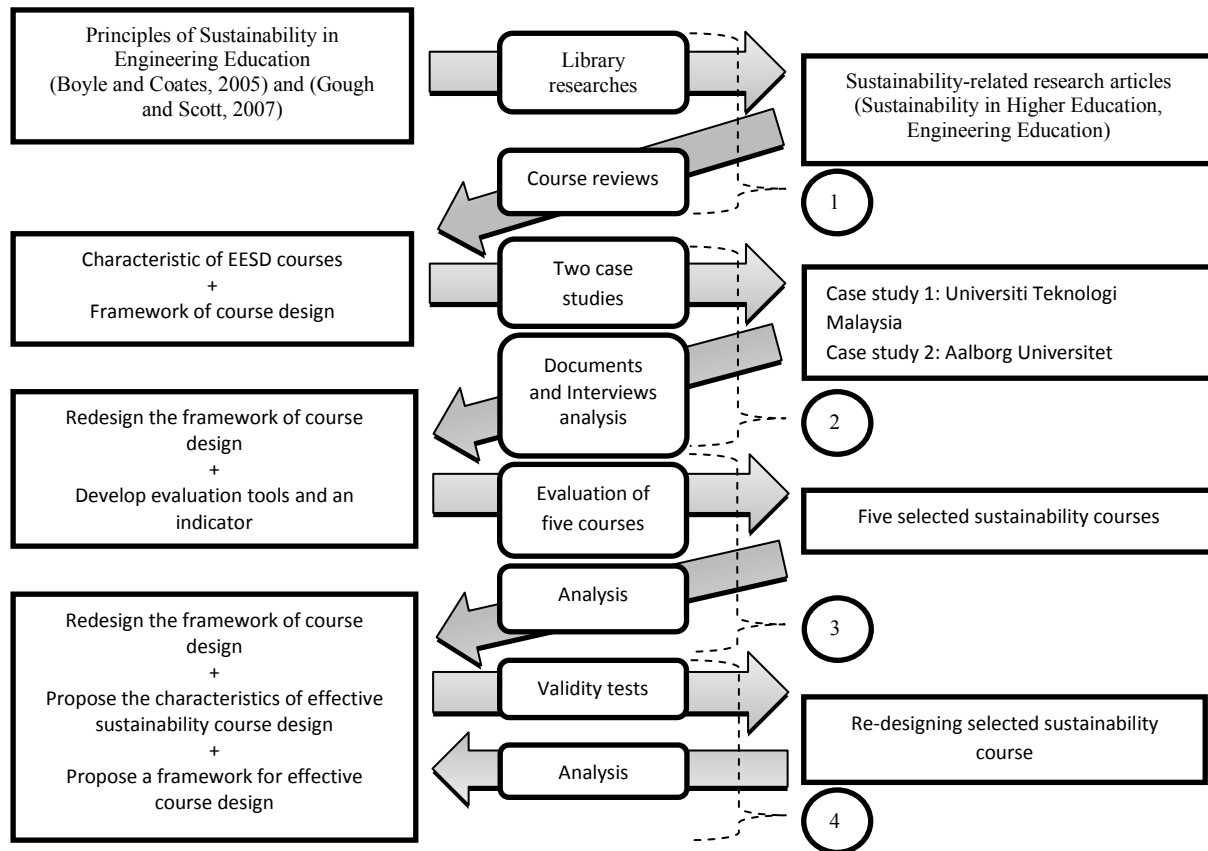 Principles of Sustainability in
Engineering Education
(Boyle and Coates, 2005) and (Gough
and Scott, 2007)
Library
researches
Sustainability-related research articles
(Sustainability in Higher Education,
Engineering Education)
Course reviews
1
Characteristic of EESD courses
+
Framework of course design
Two case
studies
Case study 1: Universiti Teknologi
Malaysia
Case study 2: Aalborg Universitet
Documents
and Interviews
analysis
2
Redesign the framework of course
design
+
Develop evaluation tools and an
indicator
Evaluation of
five courses
Five selected sustainability courses
Analysis
3
Redesign the framework of course
design
+
Propose the characteristics of effective
sustainability course design
+
Propose a framework for effective
course design
Validity tests
Re-designing selected sustainability
course
Analysis
4